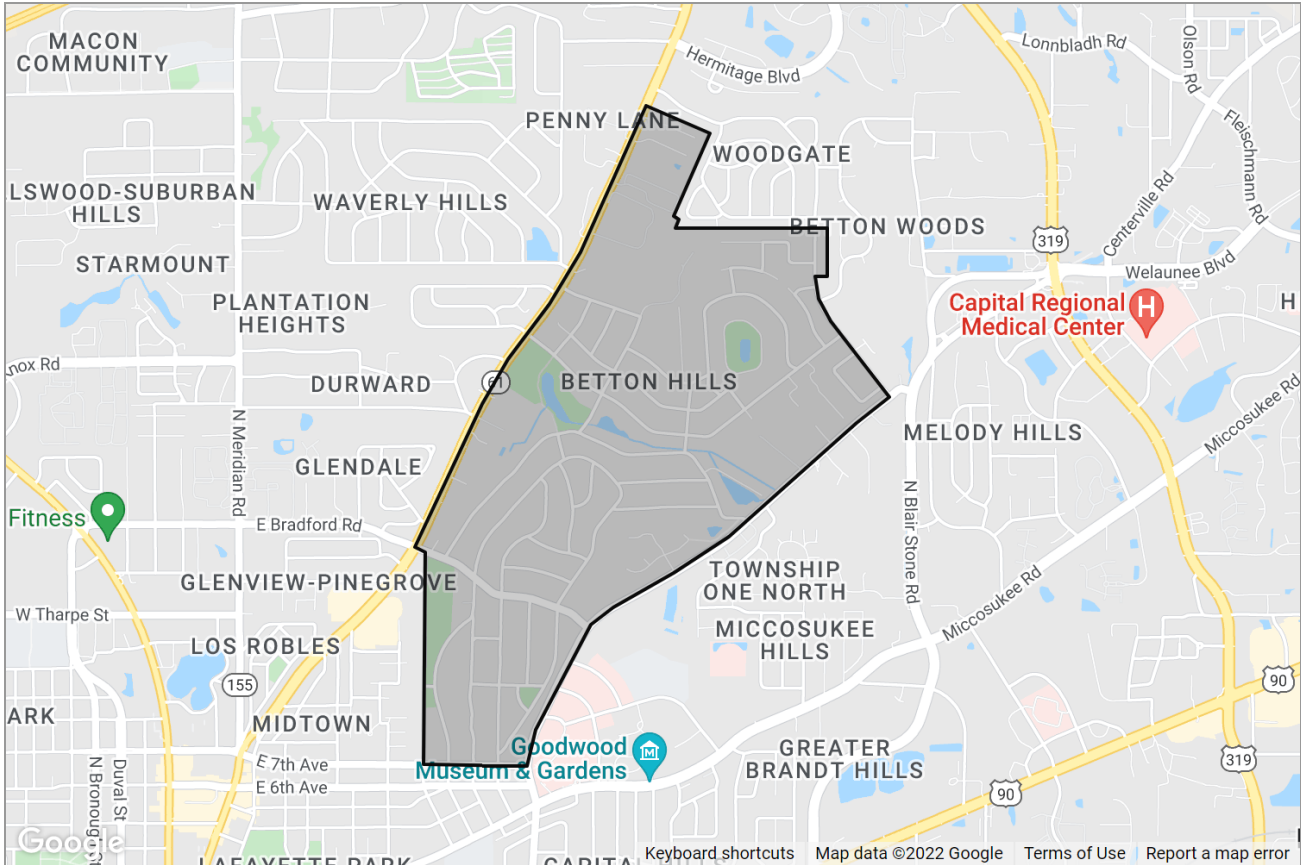 MACON
COMMUNITY
Lonnbladh Rd
Olson Rd
Hermitage Blvd
PENNY LANE
WOODGATE
Fleischmann Rd
LSWOOD-SUBURBAN
HILLS
WAVERLY HILLS
BETTON WOODS
Centerville Rd
319
STARMOUNT
Welaunee Blvd
PLANTATION
HEIGHTS
Capital Regional
Medical Center
H
H
nox Rd
DURWARD
61
BETTON HILLS
N Meridian Rd
MELODY HILLS
Miccosukee Rd
GLENDALE
Fitness
E Bradford Rd
N Blair Stone Rd
GLENVIEW-PINEGROVE
TOWNSHIP
ONE NORTH
W Tharpe St
Miccosukee Rd
LOS ROBLES
MICCOSUKEE
HILLS
155
90
ARK
MIDTOWN
Goodwood
Museum & Gardens
M
GREATER
BRANDT HILLS
E 7th Ave
E 6th Ave
319
90
Duval St
N Bronough St
Google
LAFAYETTE PARK
CAPITAL HILLS
Keyboard shortcuts
Map data ©2022 Google
Terms of Use
Report a map error